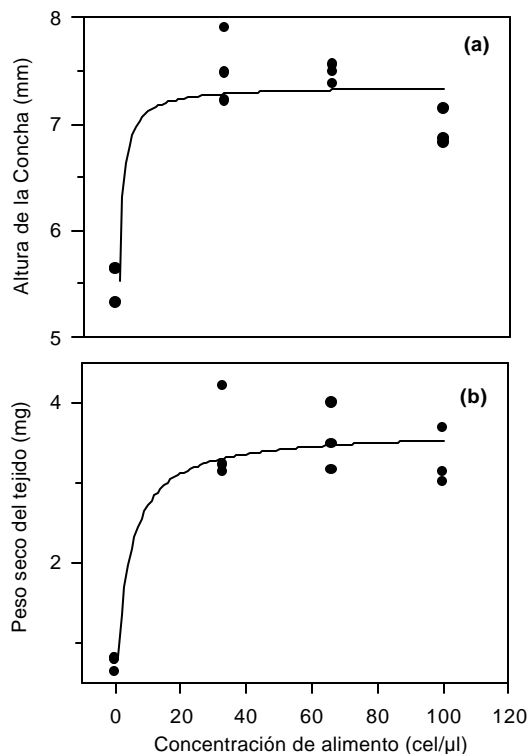 8
(a)
7
Altura de la Concha (mm)
6
5
(b)
4
Peso seco del tejido (mg)
2
0 20 40 60 80 100 120
Concentración de alimento (cel/µl)